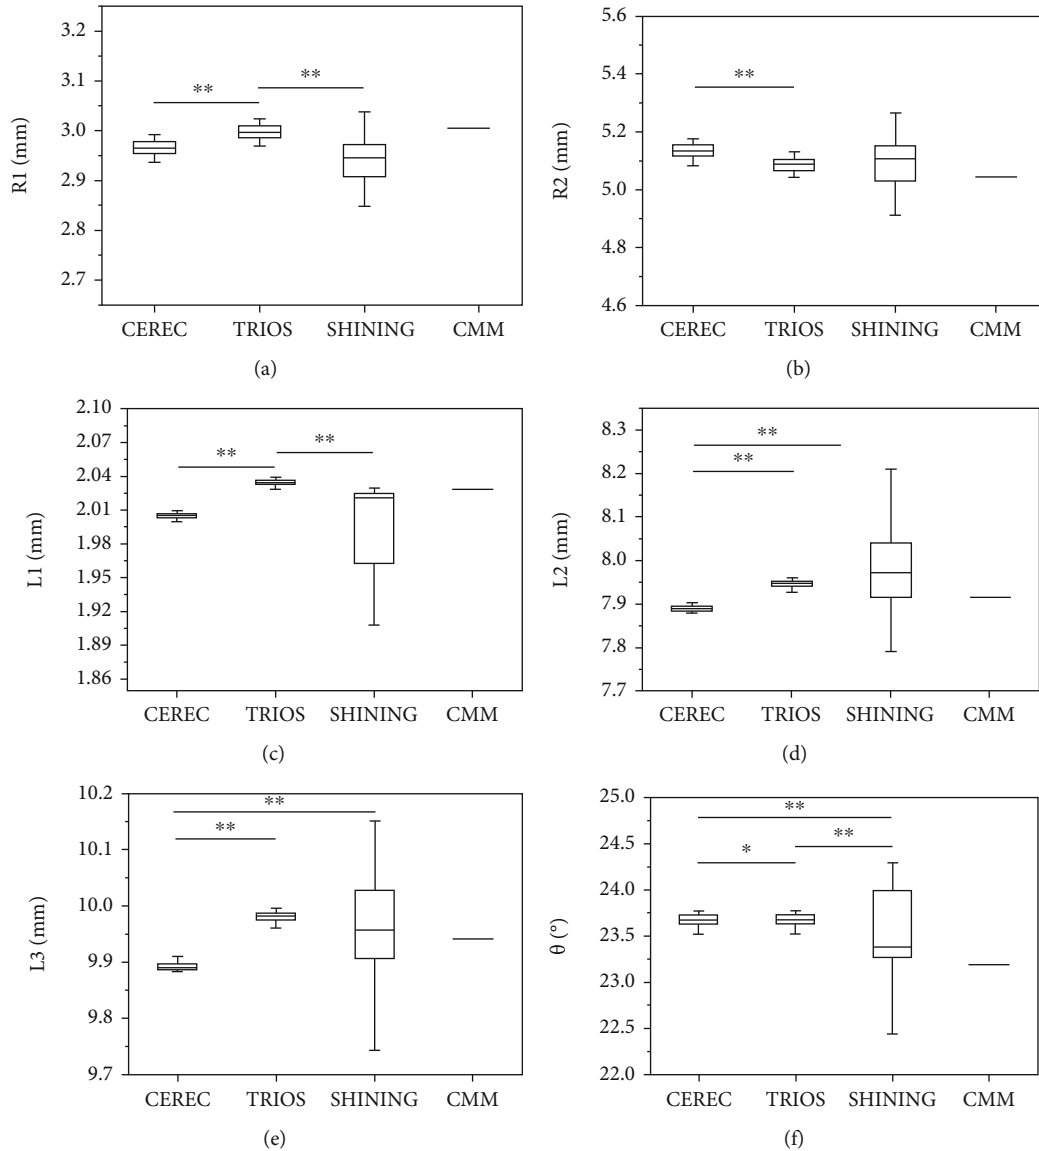 3.2
3.1
3.0
2.9
2.8
2.7
R1 (mm)
**
**
CEREC TRIOS SHINING CMM
(a)
5.6
5.4
5.2
5.0
4.8
4.6
R2 (mm)
**
CEREC TRIOS SHINING CMM
(b)
2.10
2.07
2.04
2.01
1.98
1.95
1.92
1.89
1.86
L1 (mm)
**
**
CEREC TRIOS SHINING CMM
(c)
8.3
8.2
8.1
8.0
7.9
7.8
7.7
L2 (mm)
**
**
CEREC TRIOS SHINING CMM
(d)
10.2
10.1
10.0
9.9
9.8
9.7
L3 (mm)
**
**
CEREC TRIOS SHINING CMM
(e)
25.0
24.5
24.0
23.5
23.0
22.5
22.0
θ (°)
**
**
*
CEREC TRIOS SHINING CMM
(f)